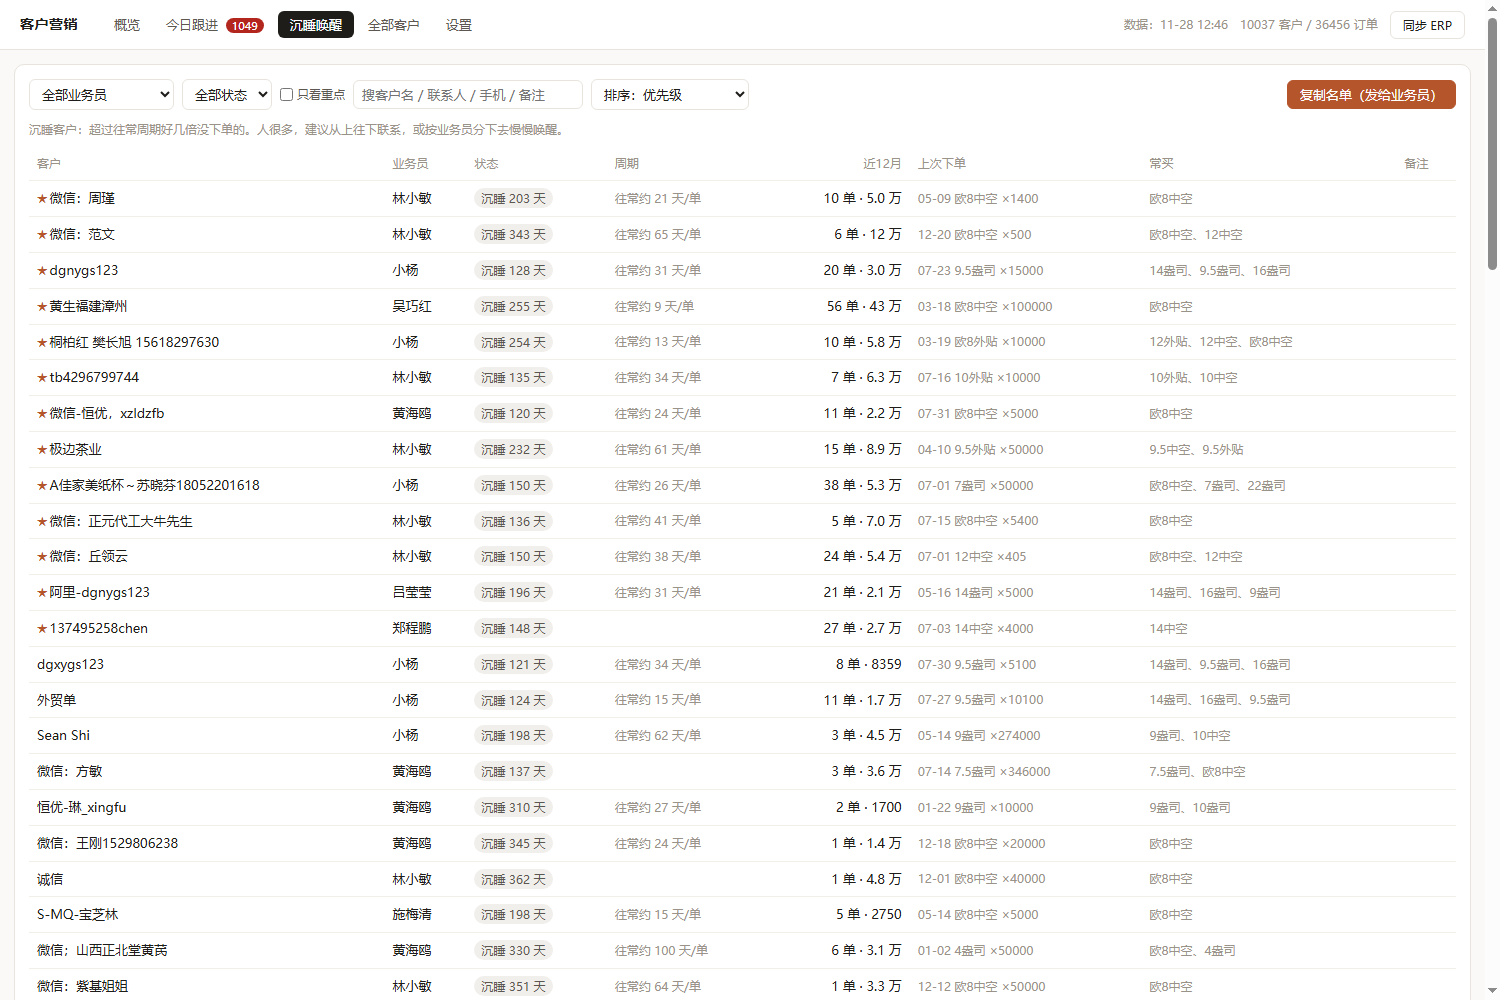 客户营销 概览 今日跟进 1049 沉睡唤醒 全部客户 设置 数据：11-28 12:46 10037 客户 / 36456 订单 同步 ERP
全部业务员 全部状态 只看重点 搜客户名 / 联系人 / 手机 / 备注 排序：优先级 复制名单（发给业务员）
沉睡客户：超过往常周期好几倍没下单的。人很多，建议从上往下联系，或按业务员分下去慢慢唤醒。
客户 业务员 状态 周期 近12月 上次下单 常买 备注
★微信：周瑾 林小敏 沉睡 203 天 往常约 21 天/单 10 单 · 5.0 万 05-09 欧8中空 ×1400 欧8中空
★微信：范文 林小敏 沉睡 343 天 往常约 65 天/单 6 单 · 12 万 12-20 欧8中空 ×500 欧8中空、12中空
★dgnygs123 小杨 沉睡 128 天 往常约 31 天/单 20 单 · 3.0 万 07-23 9.5盎司 ×15000 14盎司、9.5盎司、16盎司
★黄生福建漳州 吴巧红 沉睡 255 天 往常约 9 天/单 56 单 · 43 万 03-18 欧8中空 ×100000 欧8中空
★桐柏红 樊长旭 15618297630 小杨 沉睡 254 天 往常约 13 天/单 10 单 · 5.8 万 03-19 欧8外贴 ×10000 12外贴、12中空、欧8中空
★tb4296799744 林小敏 沉睡 135 天 往常约 34 天/单 7 单 · 6.3 万 07-16 10外贴 ×10000 10外贴、10中空
★微信-恒优，xzldzfb 黄海鸥 沉睡 120 天 往常约 24 天/单 11 单 · 2.2 万 07-31 欧8中空 ×5000 欧8中空
★极边茶业 林小敏 沉睡 232 天 往常约 61 天/单 15 单 · 8.9 万 04-10 9.5外贴 ×50000 9.5中空、9.5外贴
★A佳家美纸杯～苏晓芬18052201618 小杨 沉睡 150 天 往常约 26 天/单 38 单 · 5.3 万 07-01 7盎司 ×50000 欧8中空、7盎司、22盎司
★微信：正元代工大牛先生 林小敏 沉睡 136 天 往常约 41 天/单 5 单 · 7.0 万 07-15 欧8中空 ×5400 欧8中空
★微信：丘领云 林小敏 沉睡 150 天 往常约 38 天/单 24 单 · 5.4 万 07-01 12中空 ×405 欧8中空、12中空
★阿里-dgnygs123 吕莹莹 沉睡 196 天 往常约 31 天/单 21 单 · 2.1 万 05-16 14盎司 ×5000 14盎司、16盎司、9盎司
★137495258chen 郑程鹏 沉睡 148 天 27 单 · 2.7 万 07-03 14中空 ×4000 14中空
dgxygs123 小杨 沉睡 121 天 往常约 34 天/单 8 单 · 8359 07-30 9.5盎司 ×5100 14盎司、9.5盎司、16盎司
外贸单 小杨 沉睡 124 天 往常约 15 天/单 11 单 · 1.7 万 07-27 9.5盎司 ×10100 14盎司、16盎司、9.5盎司
Sean Shi 小杨 沉睡 198 天 往常约 62 天/单 3 单 · 4.5 万 05-14 9盎司 ×274000 9盎司、10中空
微信：方敏 黄海鸥 沉睡 137 天 3 单 · 3.6 万 07-14 7.5盎司 ×346000 7.5盎司、欧8中空
恒优-琳_xingfu 黄海鸥 沉睡 310 天 往常约 27 天/单 2 单 · 1700 01-22 9盎司 ×10000 9盎司、10盎司
微信：王刚1529806238 黄海鸥 沉睡 345 天 往常约 24 天/单 1 单 · 1.4 万 12-18 欧8中空 ×20000 欧8中空
诚信 林小敏 沉睡 362 天 1 单 · 4.8 万 12-01 欧8中空 ×40000 欧8中空
S-MQ-宝芝林 施梅清 沉睡 198 天 往常约 15 天/单 5 单 · 2750 05-14 欧8中空 ×5000 欧8中空
微信；山西正北堂黄芪 黄海鸥 沉睡 330 天 往常约 100 天/单 6 单 · 3.1 万 01-02 4盎司 ×50000 欧8中空、4盎司
微信：紫基姐姐 林小敏 沉睡 351 天 往常约 64 天/单 1 单 · 3.3 万 12-12 欧8中空 ×50000 欧8中空